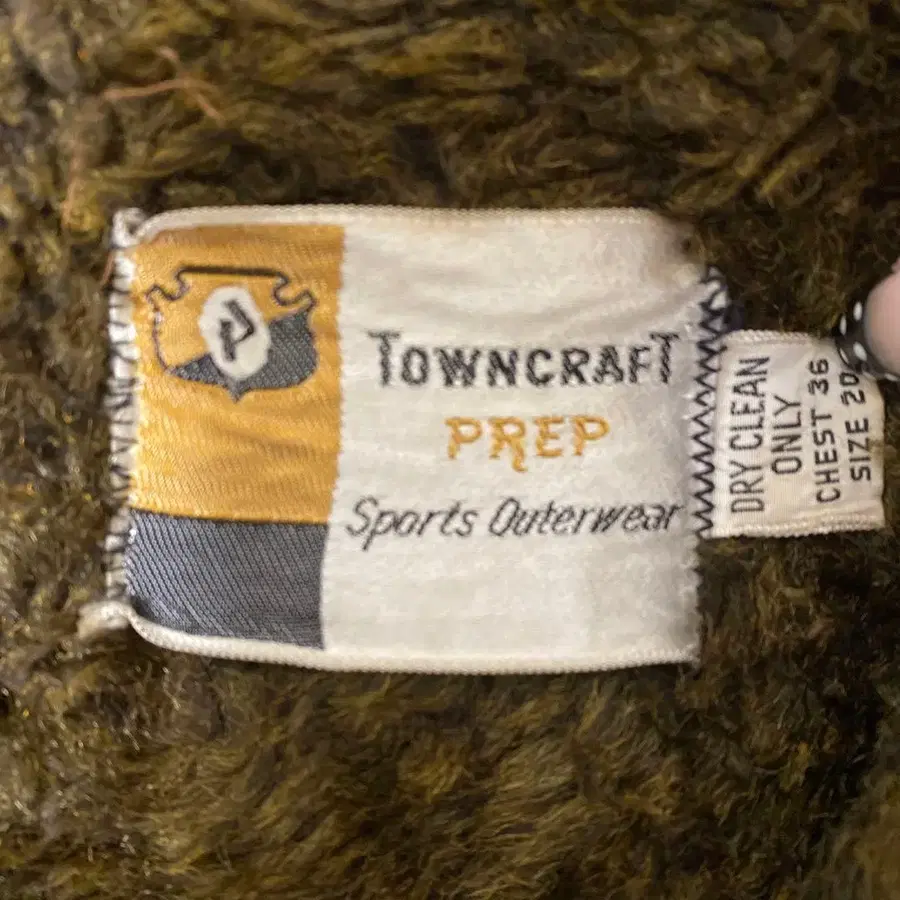 TOWNCRAFT
PREP
Sports Outerwear
DRY CLEAN
ONLY
CHEST 36
SIZE 20